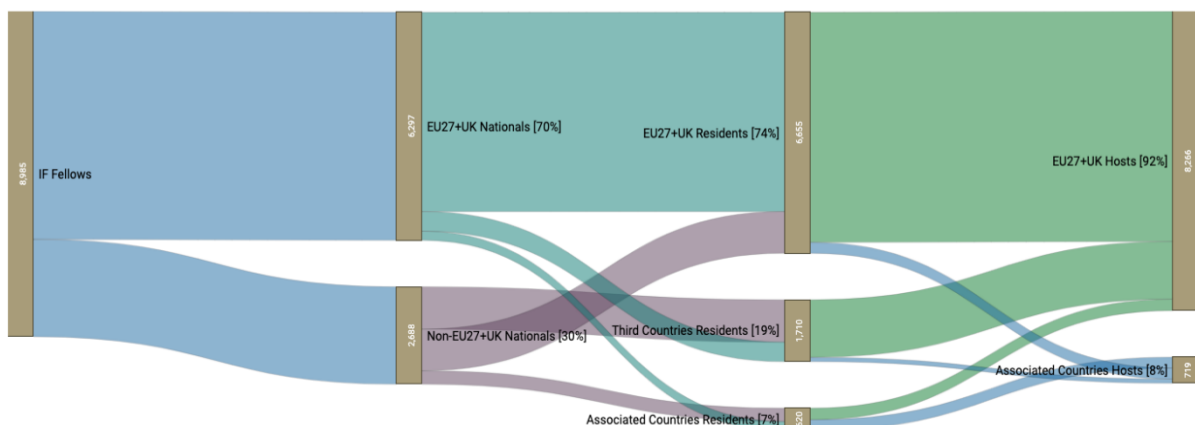 8,985
IF Fellows
6,297
EU27+UK Nationals [70%]
2,688
Non-EU27+UK Nationals [30%]
6,655
EU27+UK Residents [74%]
1,710
Third Countries Residents [19%]
Associated Countries Residents [7%]
8,266
EU27+UK Hosts [92%]
719
Associated Countries Hosts [8%]